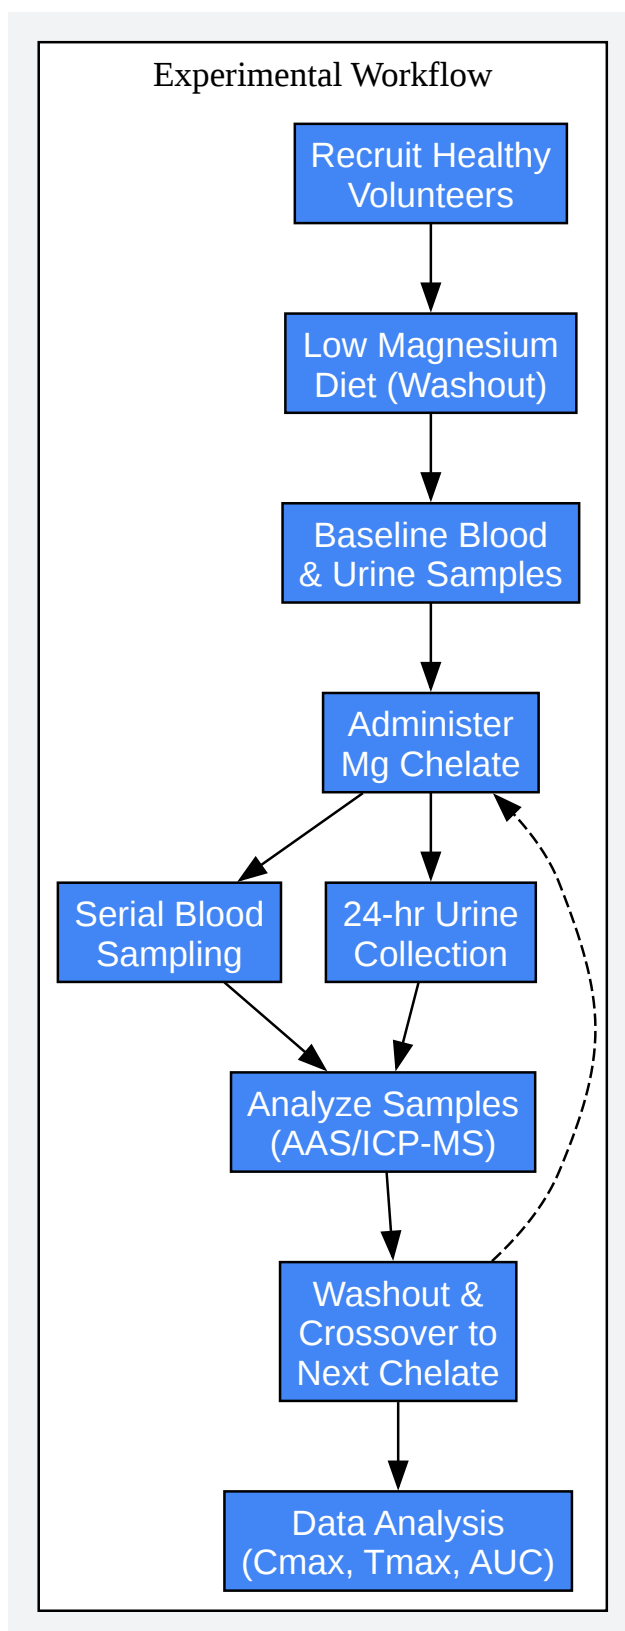 Experimental Workflow
Recruit Healthy
Volunteers
Low Magnesium
Diet (Washout)
Baseline Blood
& Urine Samples
Administer
Mg Chelate
Serial Blood
Sampling
24-hr Urine
Collection
Analyze Samples
(AAS/ICP-MS)
Washout &
Crossover to
Next Chelate
Data Analysis
(Cmax, Tmax, AUC)